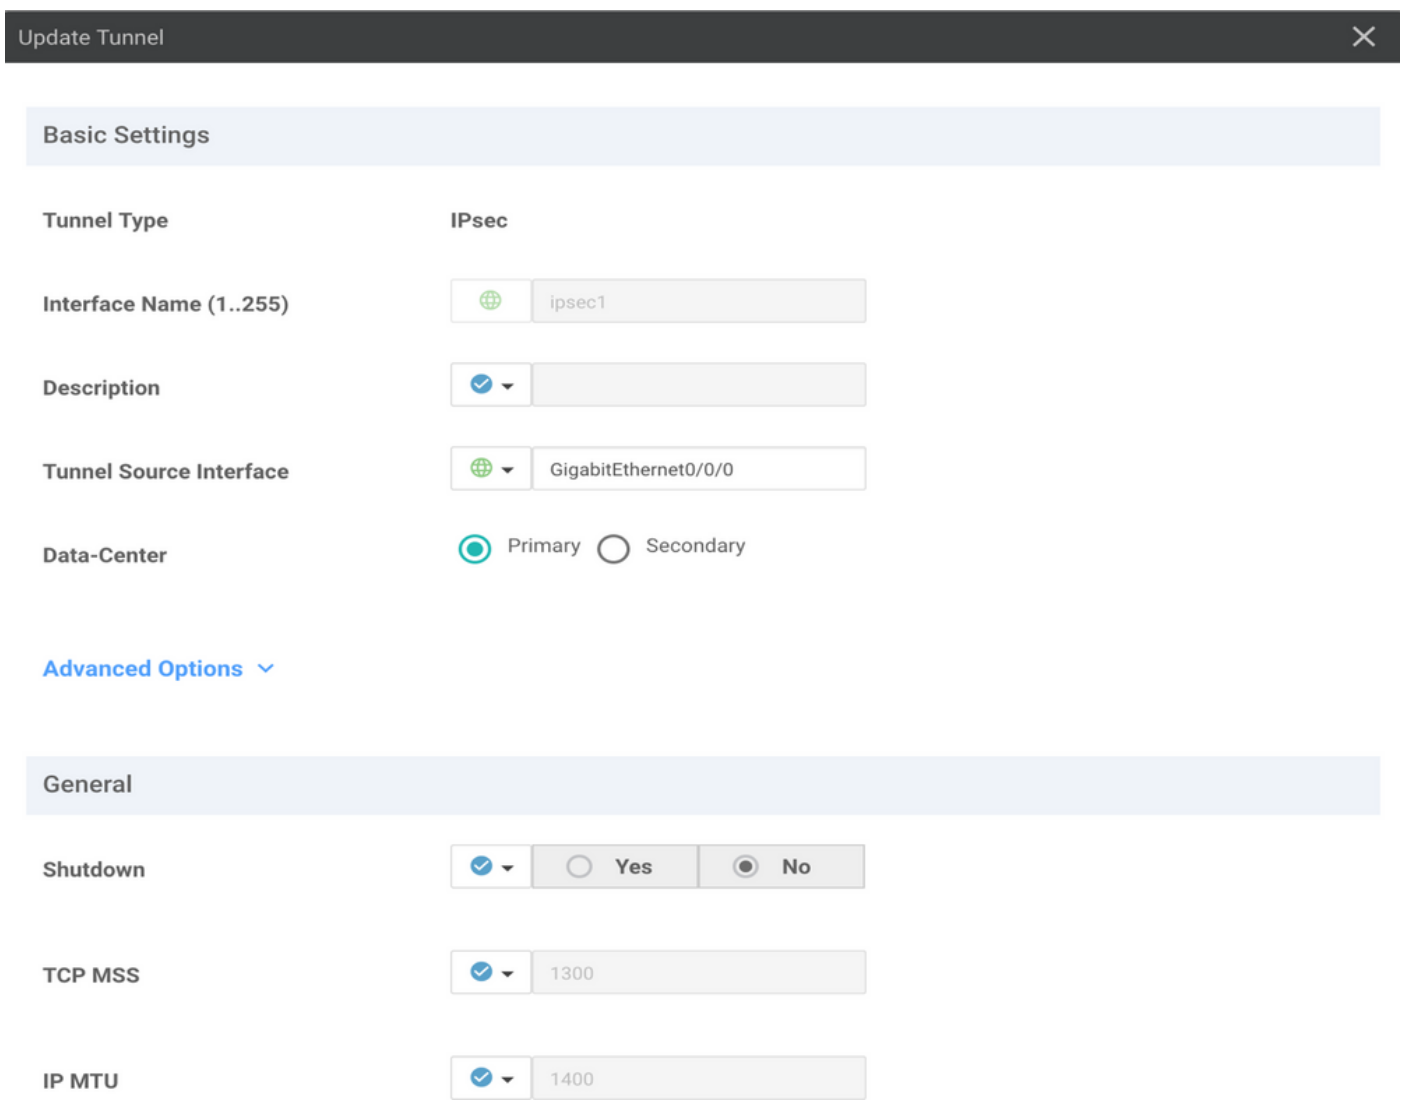 Update Tunnel
Basic Settings
Tunnel Type IPsec
Interface Name (1..255) ipsec1
Description
Tunnel Source Interface GigabitEthernet0/0/0
Data-Center Primary Secondary
Advanced Options
General
Shutdown Yes No
TCP MSS 1300
IP MTU 1400